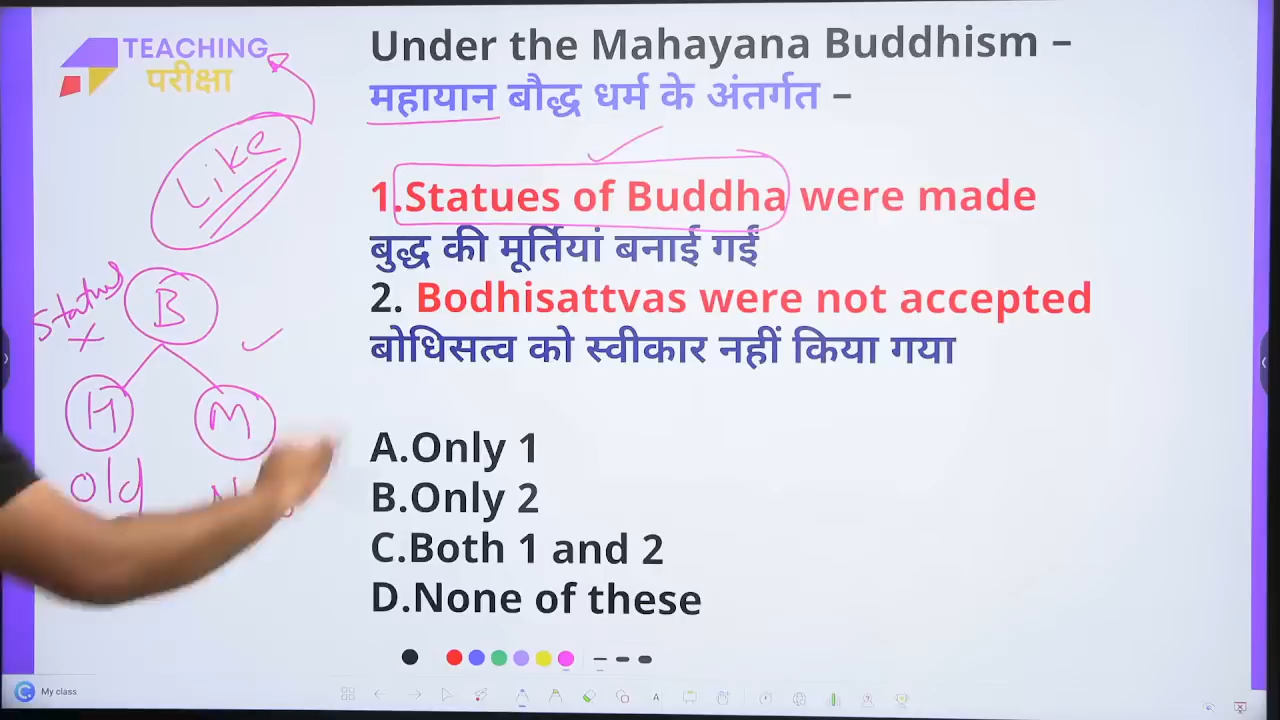 TEACHING
परीक्षा
Under the Mahayana Buddhism –
महायान बौद्ध धर्म के अंतर्गत –
Like
1.Statues of Buddha were made
बुद्ध की मूर्तियां बनाई गईं
2. Bodhisattvas were not accepted
बोधिसत्व को स्वीकार नहीं किया गया
Status
X
B
H
M
Old
N
A.Only 1
B.Only 2
C.Both 1 and 2
D.None of these
My class